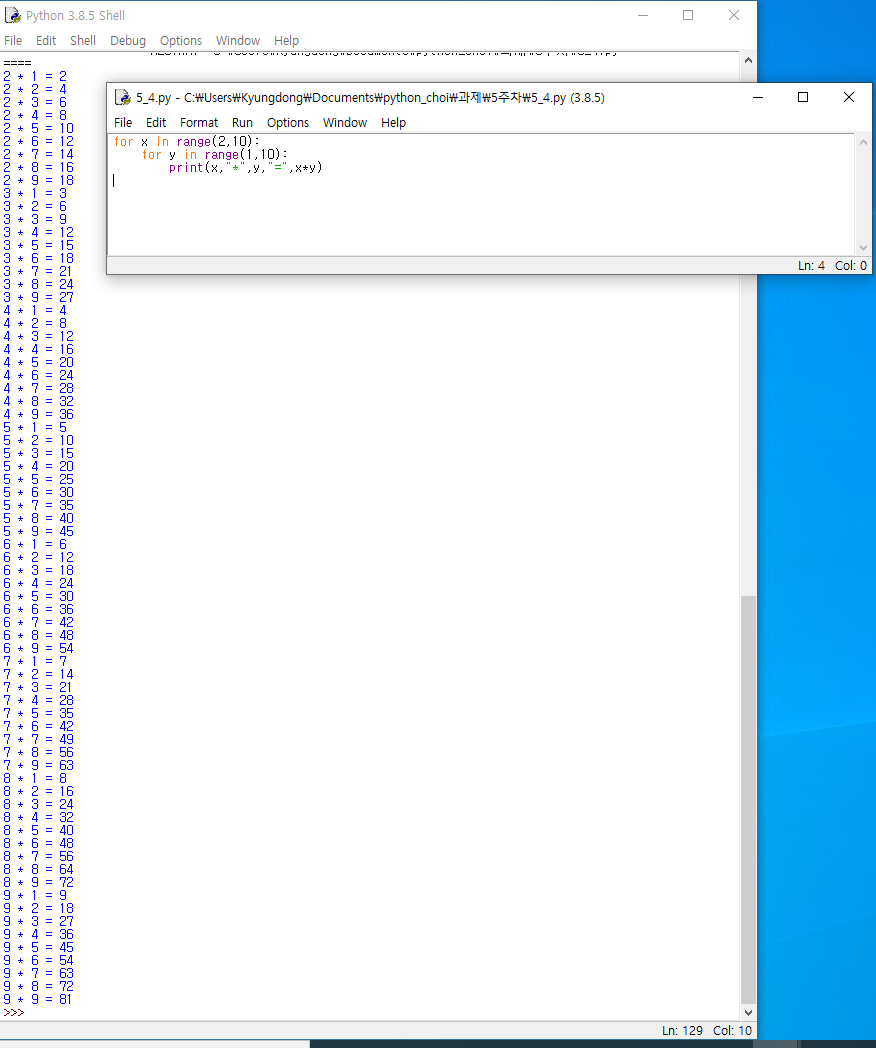 Python 3.8.5 Shell
File Edit Shell Debug Options Window Help
====
2 * 1 = 2
2 * 2 = 4
2 * 3 = 6
2 * 4 = 8
2 * 5 = 10
2 * 6 = 12
2 * 7 = 14
2 * 8 = 16
2 * 9 = 18
3 * 1 = 3
3 * 2 = 6
3 * 3 = 9
3 * 4 = 12
3 * 5 = 15
3 * 6 = 18
3 * 7 = 21
3 * 8 = 24
3 * 9 = 27
4 * 1 = 4
4 * 2 = 8
4 * 3 = 12
4 * 4 = 16
4 * 5 = 20
4 * 6 = 24
4 * 7 = 28
4 * 8 = 32
4 * 9 = 36
5 * 1 = 5
5 * 2 = 10
5 * 3 = 15
5 * 4 = 20
5 * 5 = 25
5 * 6 = 30
5 * 7 = 35
5 * 8 = 40
5 * 9 = 45
6 * 1 = 6
6 * 2 = 12
6 * 3 = 18
6 * 4 = 24
6 * 5 = 30
6 * 6 = 36
6 * 7 = 42
6 * 8 = 48
6 * 9 = 54
7 * 1 = 7
7 * 2 = 14
7 * 3 = 21
7 * 4 = 28
7 * 5 = 35
7 * 6 = 42
7 * 7 = 49
7 * 8 = 56
7 * 9 = 63
8 * 1 = 8
8 * 2 = 16
8 * 3 = 24
8 * 4 = 32
8 * 5 = 40
8 * 6 = 48
8 * 7 = 56
8 * 8 = 64
8 * 9 = 72
9 * 1 = 9
9 * 2 = 18
9 * 3 = 27
9 * 4 = 36
9 * 5 = 45
9 * 6 = 54
9 * 7 = 63
9 * 8 = 72
9 * 9 = 81
>>>
Ln: 129 Col: 10
5_4.py - C:₩Users₩Kyungdong₩Documents₩python_choi₩과제₩5주차₩5_4.py (3.8.5)
File Edit Format Run Options Window Help
for x in range(2,10):
    for y in range(1,10):
        print(x,"*",y,"=",x*y)
Ln: 4 Col: 0